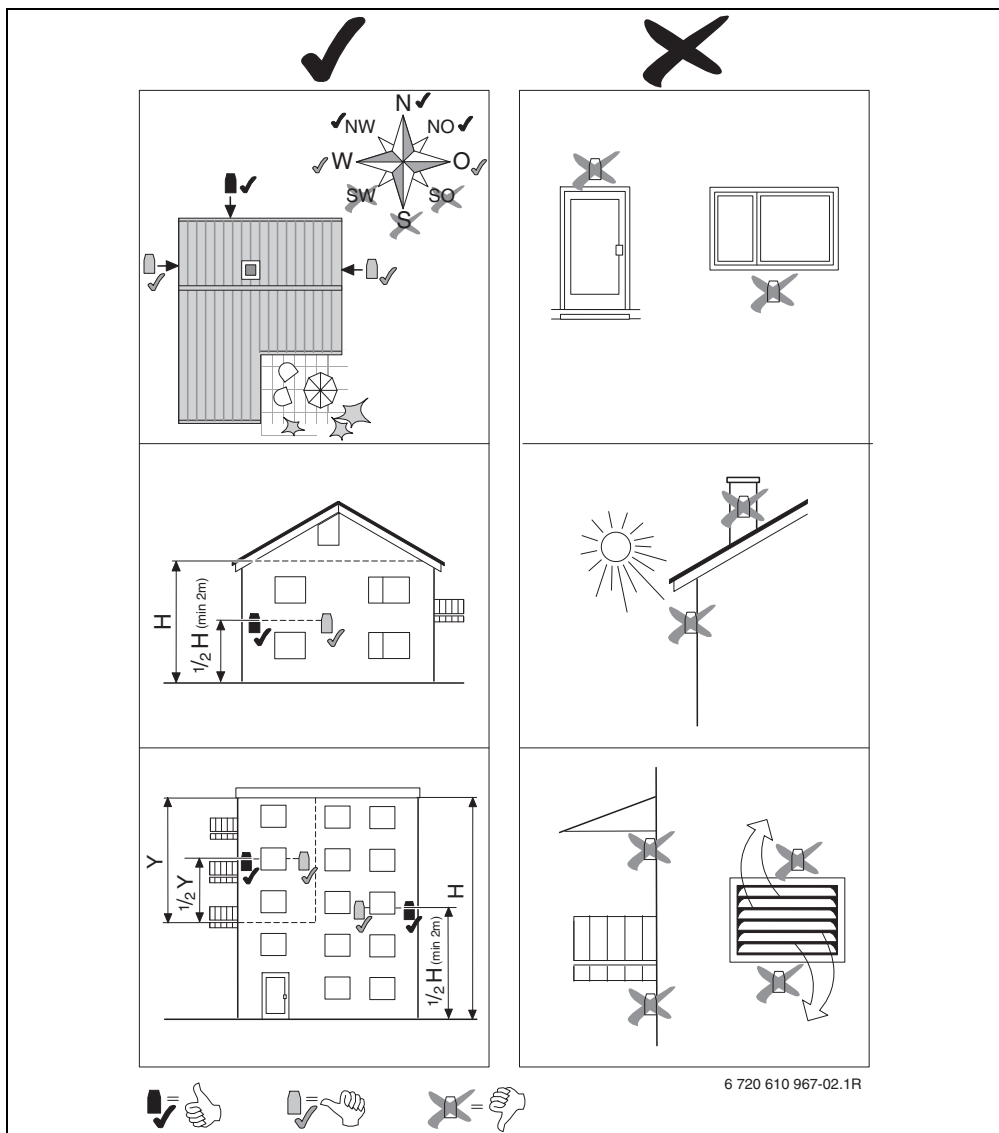 N
NW
NO
W
O
SW
SO
S
H
1/2 H (min 2m)
Y
1/2 Y
H
1/2 H (min 2m)
6 720 610 967-02.1R
=
=
=